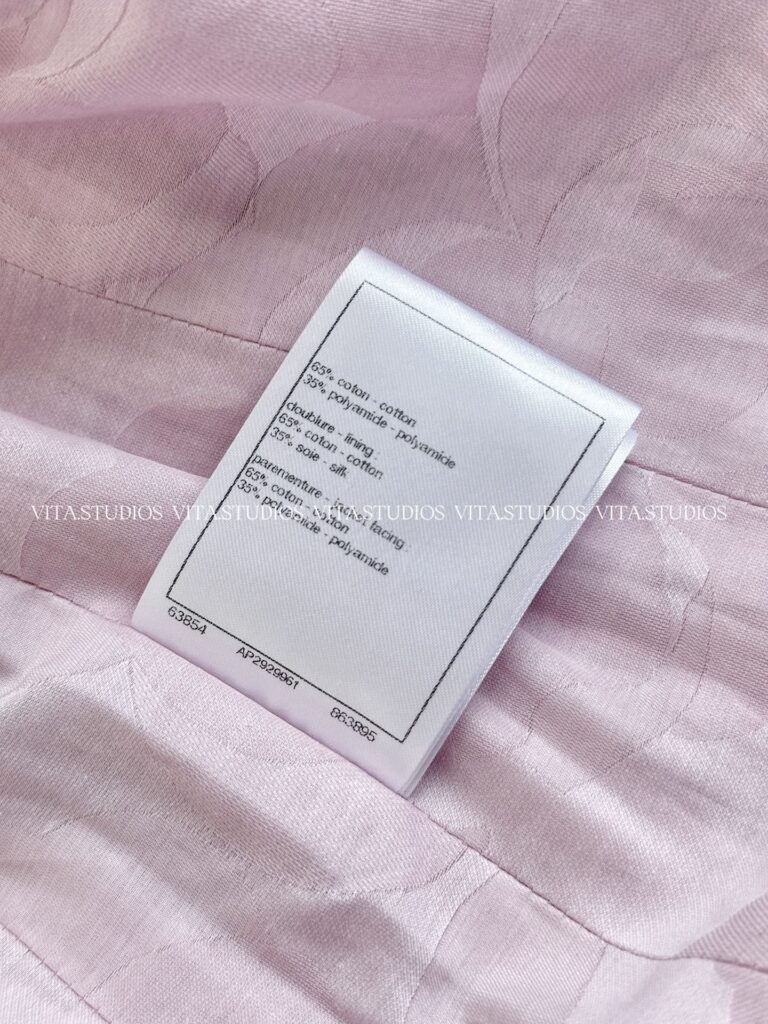 65% coton - cotton
35% polyamide - polyamide
doublure - lining :
65% coton - cotton
35% soie - silk
parementure - facing :
65% coton - cotton
35% polyamide - polyamide
VITA.STUDIOS VITA.STUDIOS VITA.STUDIOS VITA.STUDIOS VITA.STUDIOS
63854
AP2929961
863895